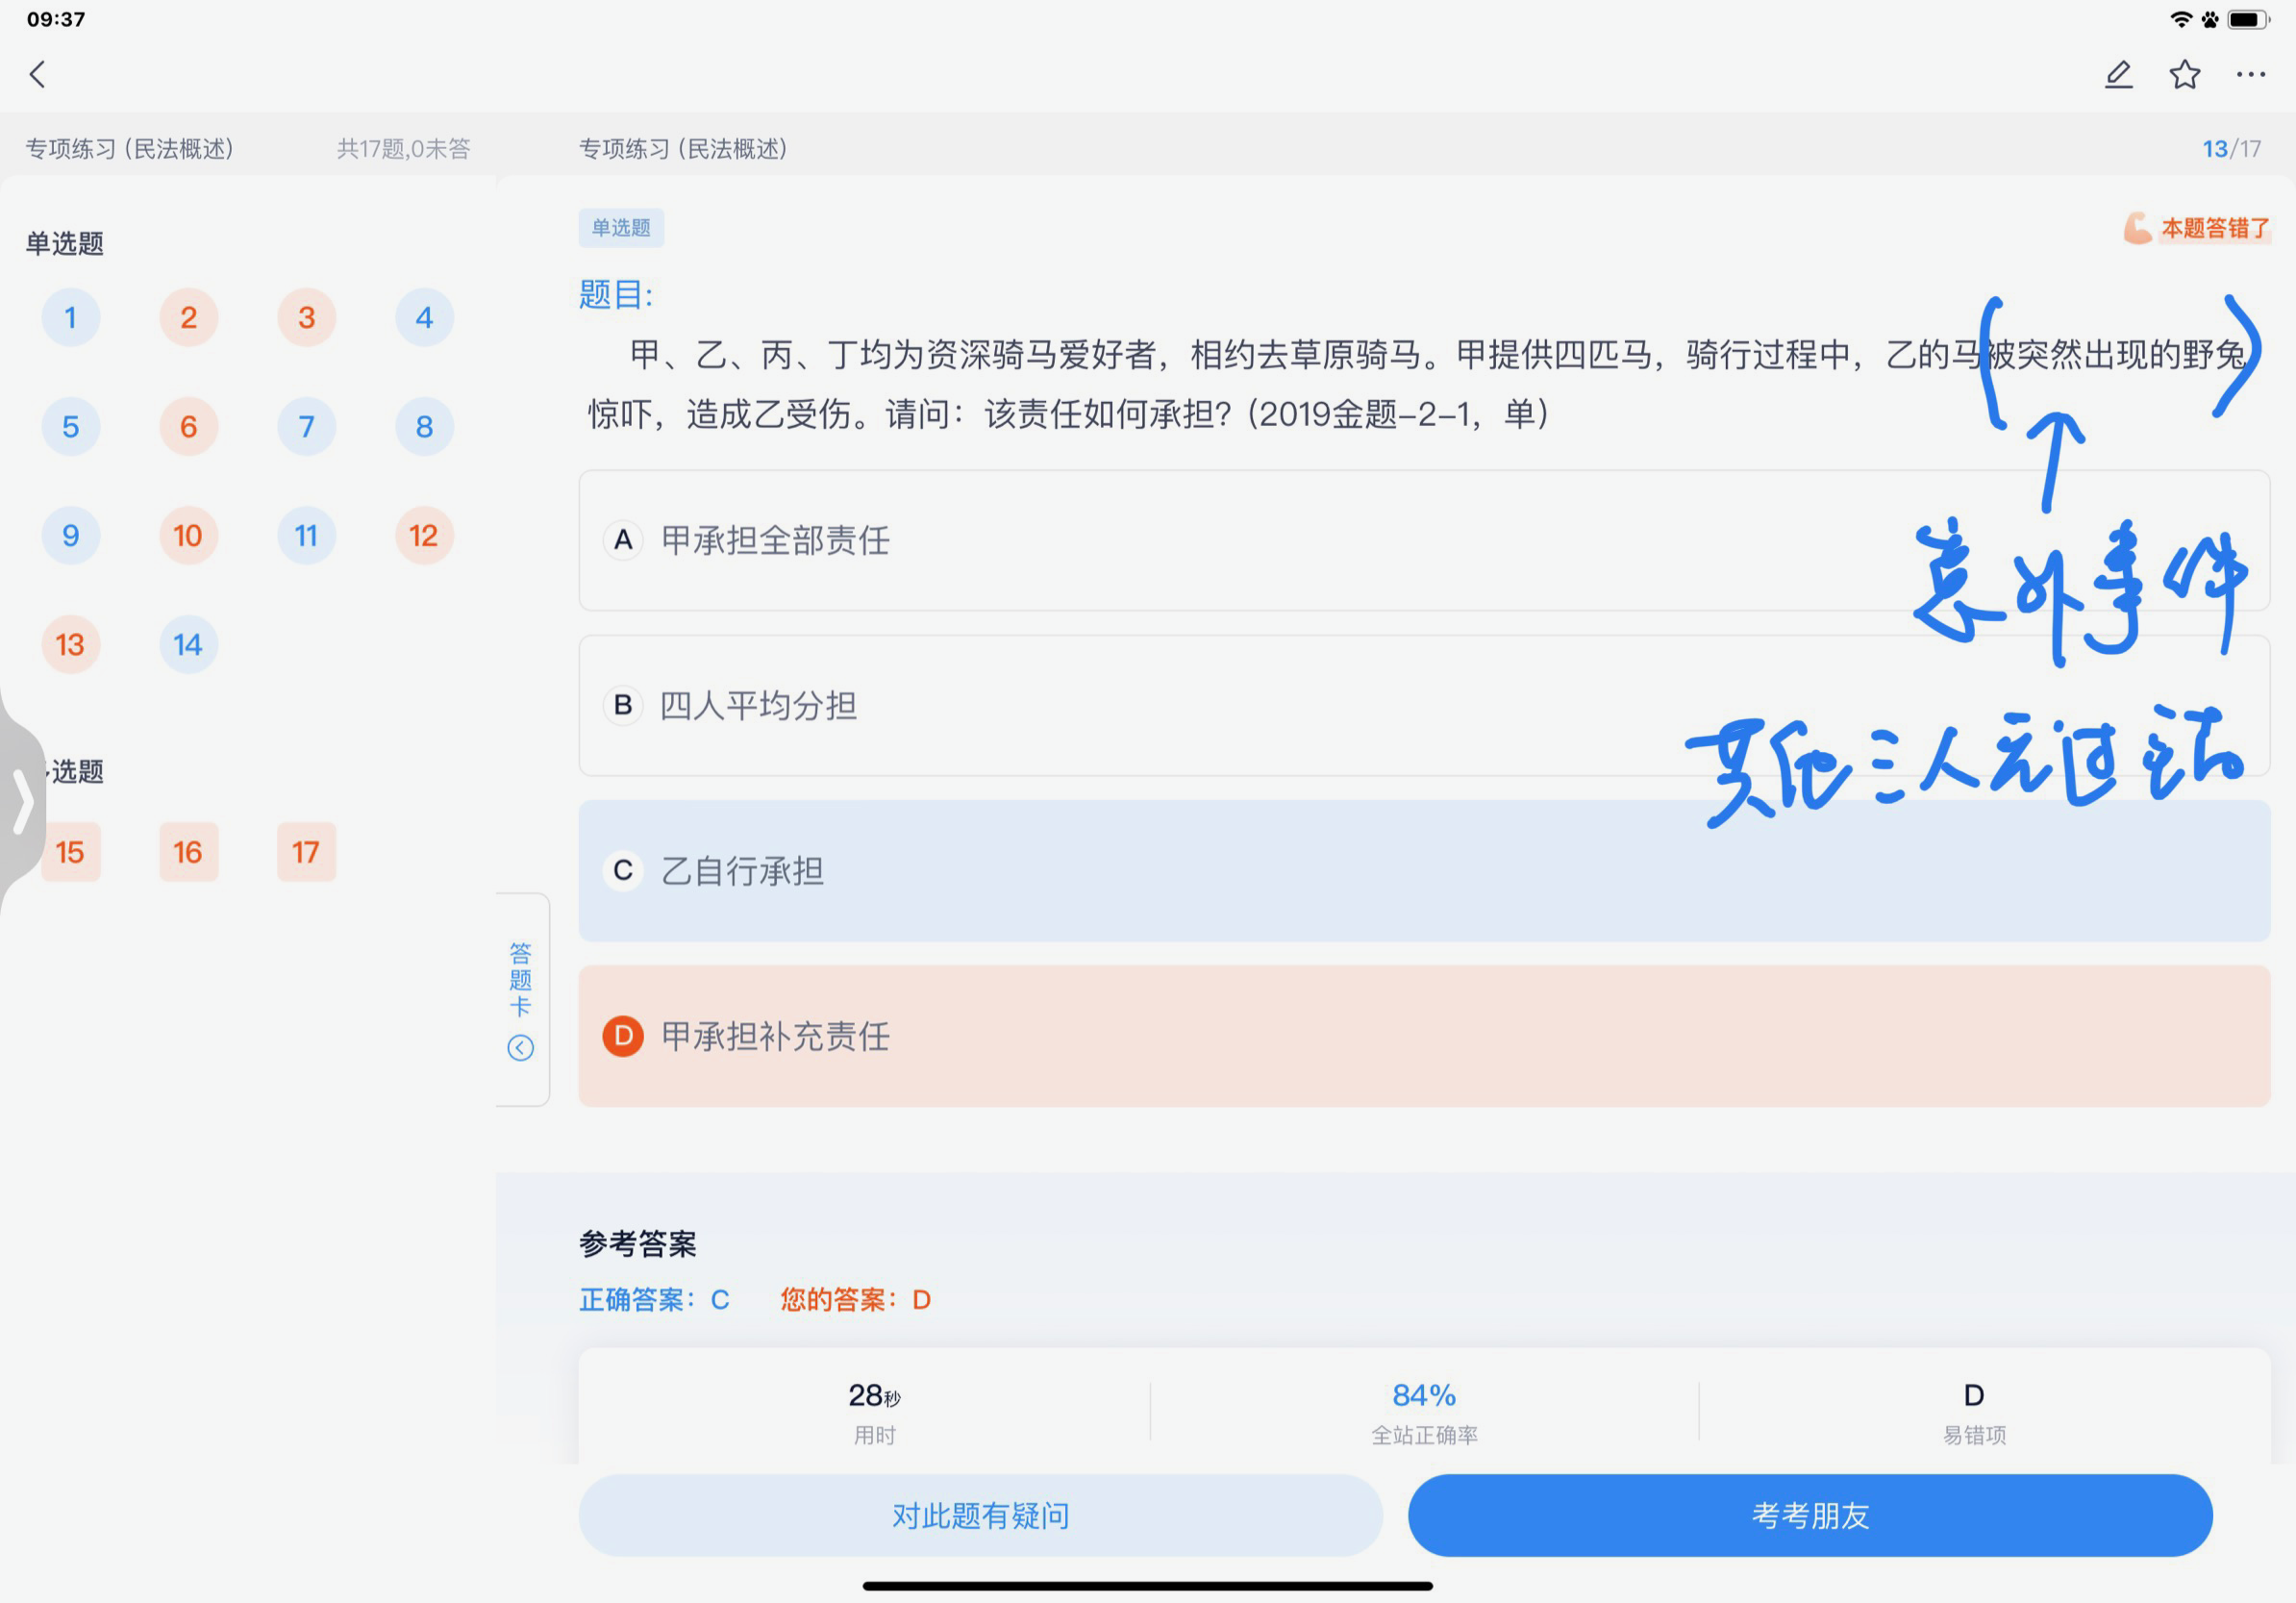 09:37
专项练习（民法概述）
共17题,0未答
专项练习（民法概述）
13/17
单选题
1 2 3 4
5 6 7 8
9 10 11 12
13 14
选题
15 16 17
答题卡
单选题
本题答错了
题目:
甲、乙、丙、丁均为资深骑马爱好者，相约去草原骑马。甲提供四匹马，骑行过程中，乙的马被突然出现的野兔
惊吓，造成乙受伤。请问：该责任如何承担?（2019金题-2-1，单）
A 甲承担全部责任
意外事件
B 四人平均分担
其他三人无过错
C 乙自行承担
D 甲承担补充责任
参考答案
正确答案：C 您的答案：D
28秒
用时
84%
全站正确率
D
易错项
对此题有疑问
考考朋友